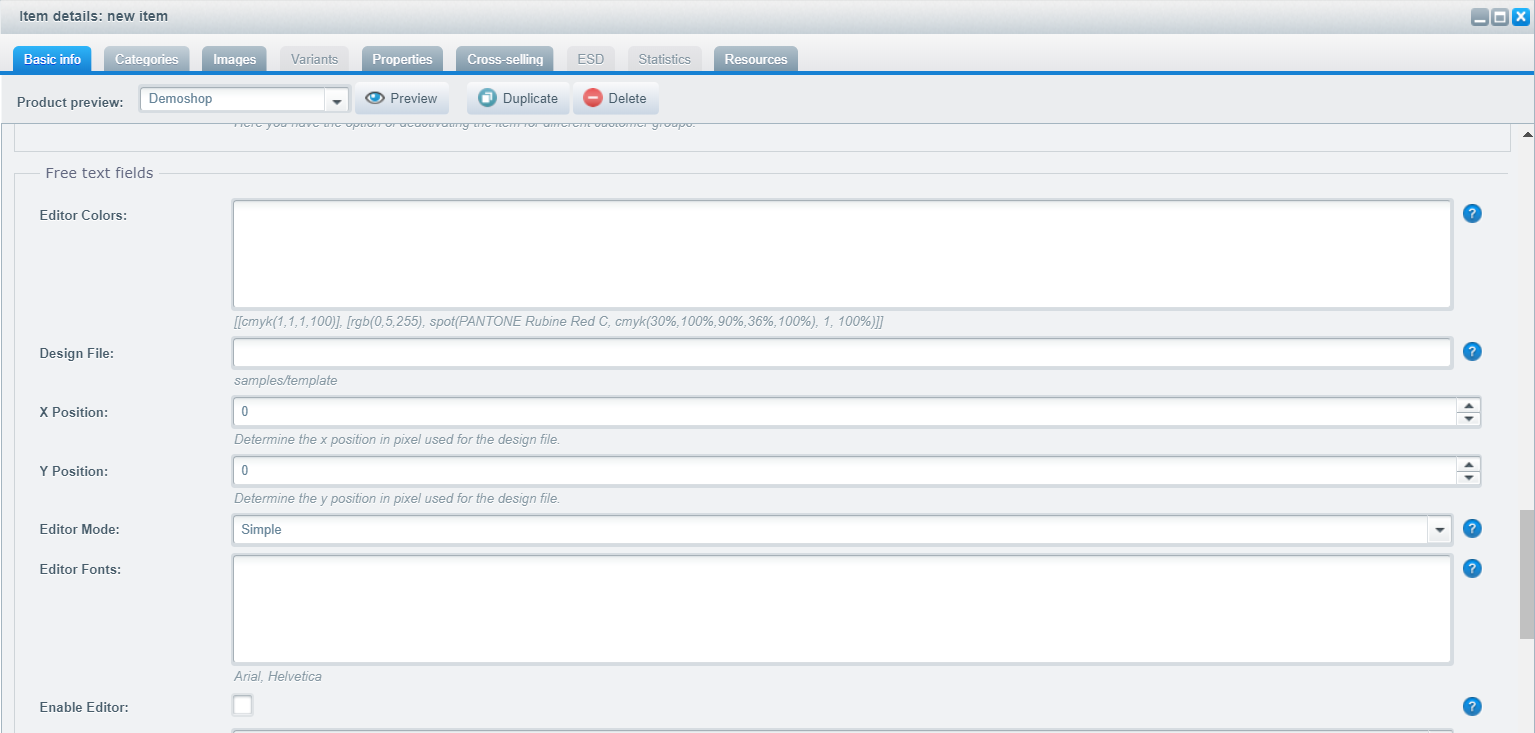 Item details: new item
Basic info Categories Images Variants Properties Cross-selling ESD Statistics Resources
Product preview: Demoshop Preview Duplicate Delete
Here you have the option of deactivating the item for different customer groups.
Free text fields
Editor Colors: ?
[[cmyk(1,1,1,100)], [rgb(0,5,255), spot(PANTONE Rubine Red C, cmyk(30%,100%,90%,36%,100%), 1, 100%)]]
Design File: ?
samples/template
X Position: 0
Determine the x position in pixel used for the design file.
Y Position: 0
Determine the y position in pixel used for the design file.
Editor Mode: Simple ?
Editor Fonts: ?
Arial, Helvetica
Enable Editor: ?